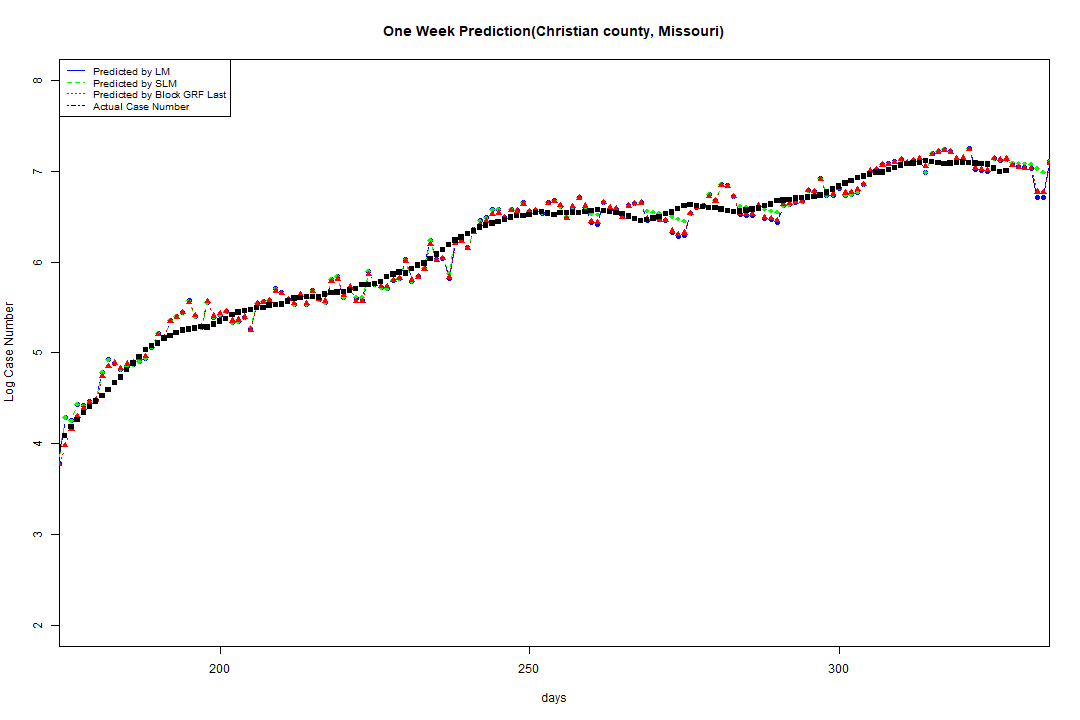 One Week Prediction(Christian county, Missouri)
Predicted by LM
Predicted by SLM
Predicted by Block GRF Last
Actual Case Number
8
7
6
5
4
3
2
Log Case Number
200 250 300
days